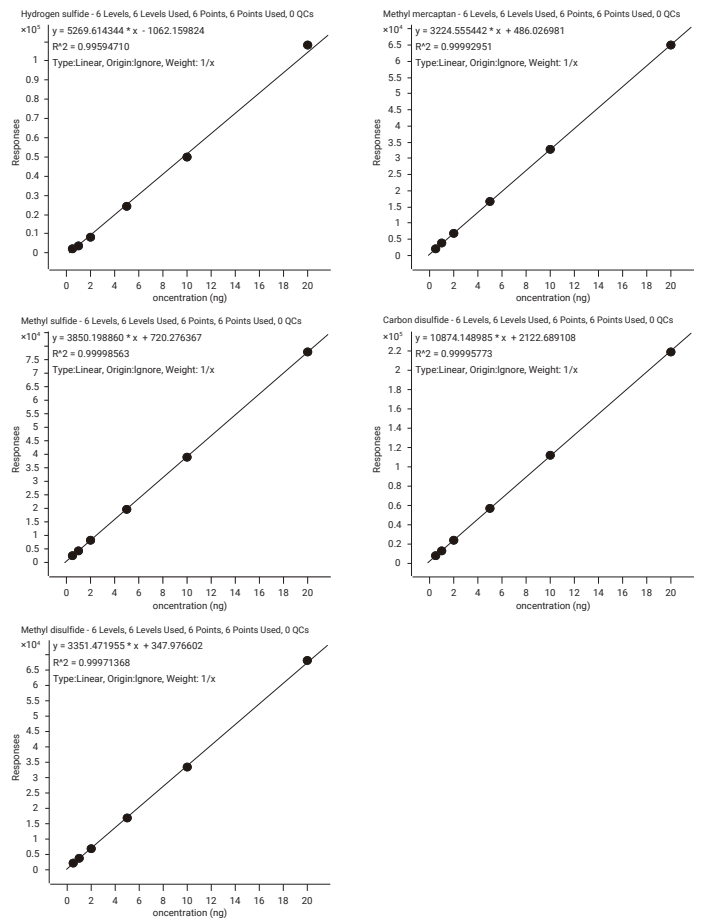 Hydrogen sulfide - 6 Levels, 6 Levels Used, 6 Points, 6 Points Used, 0 QCs
×10⁵
y = 5269.614344 * x - 1062.159824
R^2 = 0.99594710
Type:Linear, Origin:Ignore, Weight: 1/x
Responses
1
0.9
0.8
0.7
0.6
0.5
0.4
0.3
0.2
0.1
0
0 2 4 6 8 10 12 14 16 18 20
oncentration (ng)
Methyl mercaptan - 6 Levels, 6 Levels Used, 6 Points, 6 Points Used, 0 QCs
×10⁴
y = 3224.555442 * x + 486.026981
R^2 = 0.99992951
Type:Linear, Origin:Ignore, Weight: 1/x
Responses
6.5
6
5.5
5
4.5
4
3.5
3
2.5
2
1.5
1
0.5
0
0 2 4 6 8 10 12 14 16 18 20
oncentration (ng)
Methyl sulfide - 6 Levels, 6 Levels Used, 6 Points, 6 Points Used, 0 QCs
×10⁴
y = 3850.198860 * x + 720.276367
R^2 = 0.99998563
Type:Linear, Origin:Ignore, Weight: 1/x
Responses
7.5
7
6.5
6
5.5
5
4.5
4
3.5
3
2.5
2
1.5
1
0.5
0
0 2 4 6 8 10 12 14 16 18 20
oncentration (ng)
Carbon disulfide - 6 Levels, 6 Levels Used, 6 Points, 6 Points Used, 0 QCs
×10⁵
y = 10874.148985 * x + 2122.689108
R^2 = 0.99995773
Type:Linear, Origin:Ignore, Weight: 1/x
Responses
2.2
2
1.8
1.6
1.4
1.2
1
0.8
0.6
0.4
0.2
0
0 2 4 6 8 10 12 14 16 18 20
oncentration (ng)
Methyl disulfide - 6 Levels, 6 Levels Used, 6 Points, 6 Points Used, 0 QCs
×10⁴
y = 3351.471955 * x + 347.976602
R^2 = 0.99971368
Type:Linear, Origin:Ignore, Weight: 1/x
Responses
6.5
6
5.5
5
4.5
4
3.5
3
2.5
2
1.5
1
0.5
0
0 2 4 6 8 10 12 14 16 18 20
oncentration (ng)